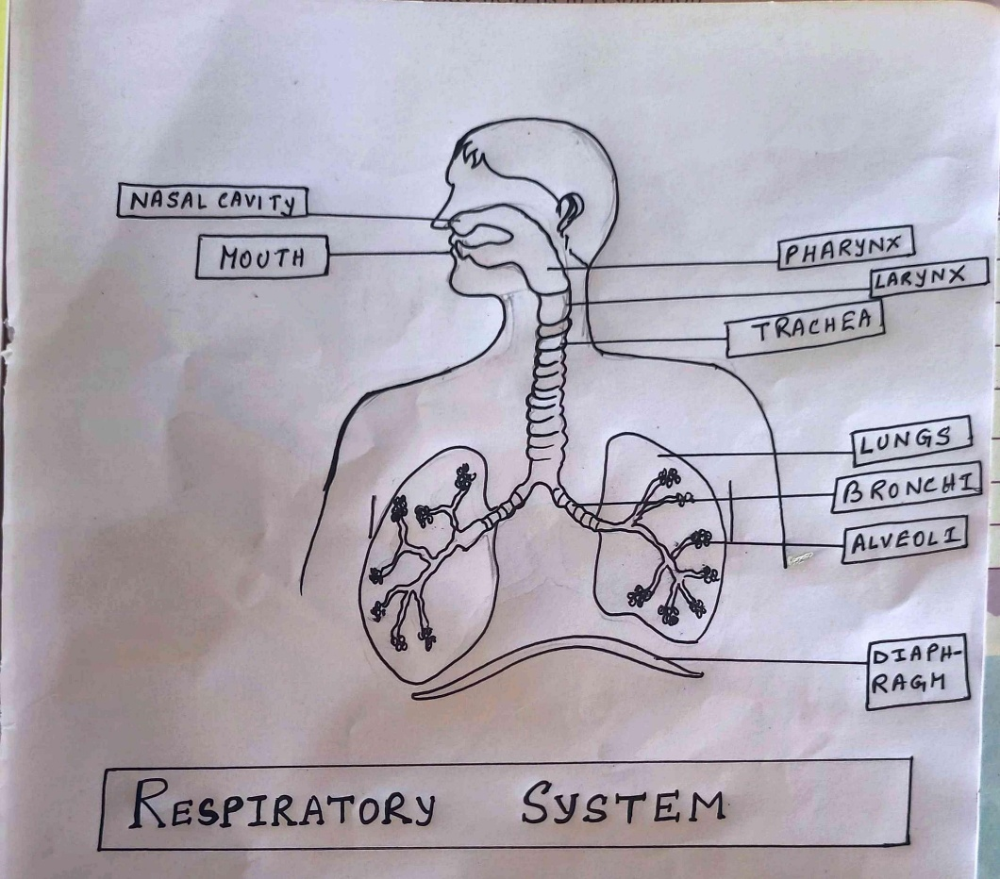 NASAL CAVITY
MOUTH
PHARYNX
LARYNX
TRACHEA
LUNGS
BRONCHI
ALVEOLI
DIAPH-
RAGM
RESPIRATORY SYSTEM